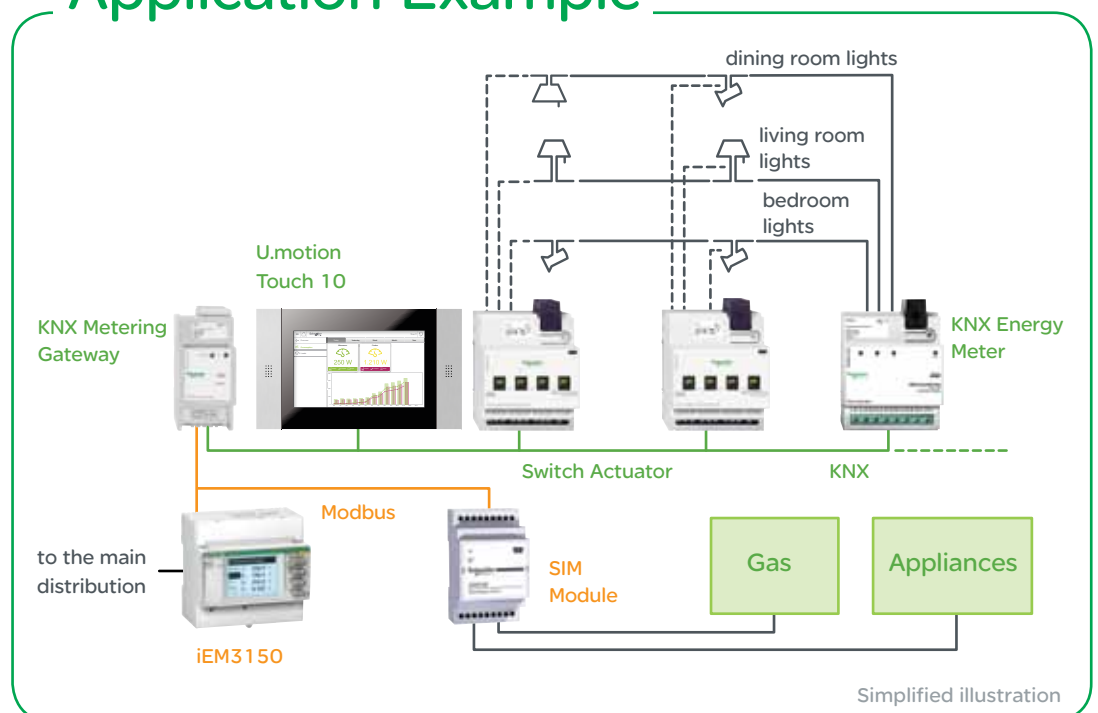 Application Example
dining room lights
living room
lights
bedroom
lights
U.motion
Touch 10
KNX Metering
Gateway
KNX Energy
Meter
Switch Actuator
KNX
Modbus
to the main
distribution
SIM
Module
Gas
Appliances
iEM3150
Simplified illustration